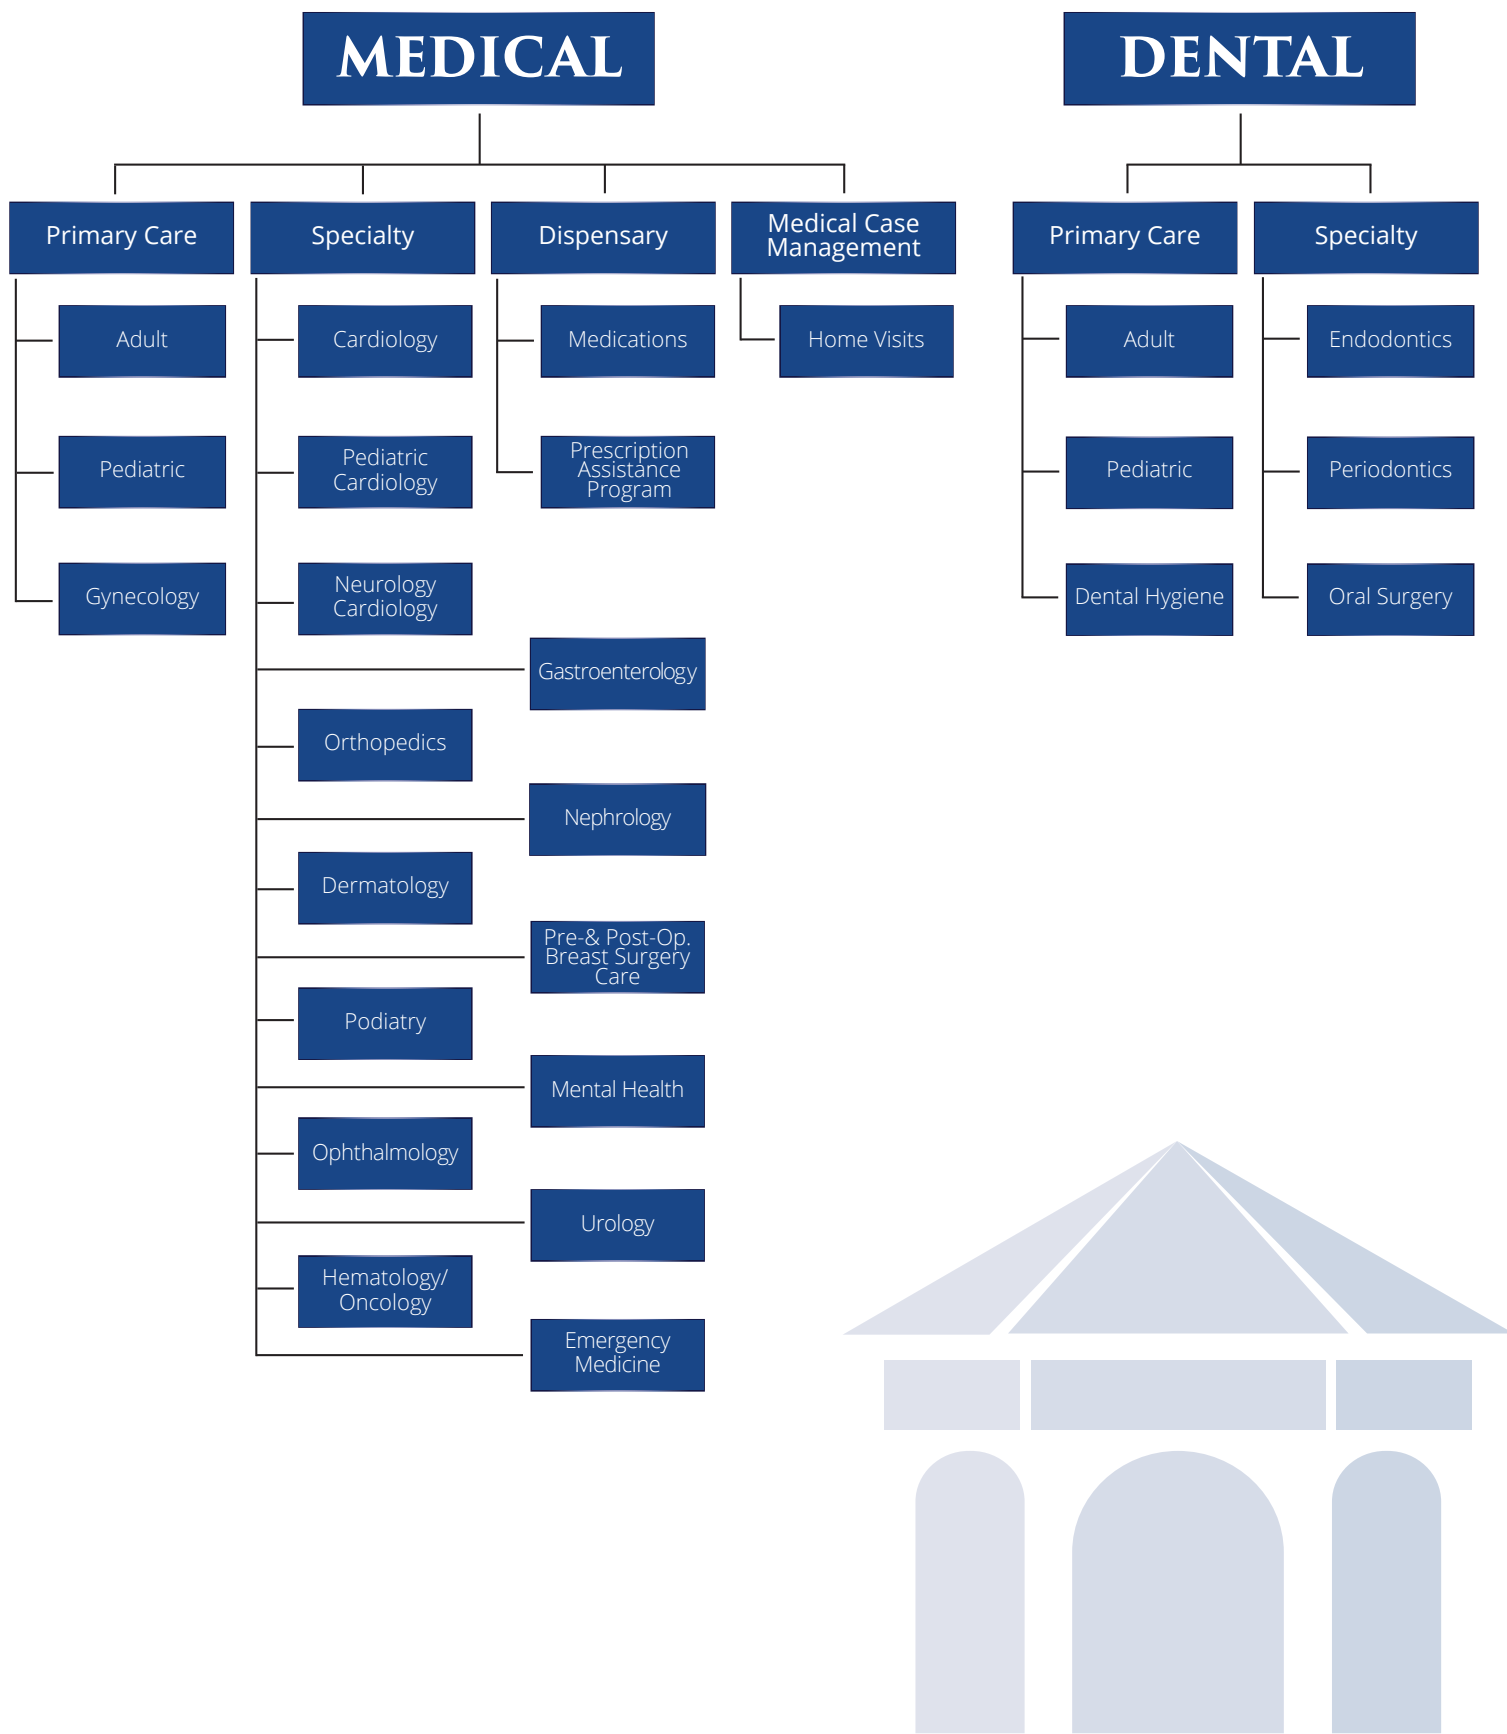 MEDICAL
DENTAL
Primary Care
Specialty
Dispensary
Medical Case
Management
Primary Care
Specialty
Adult
Cardiology
Medications
Home Visits
Adult
Endodontics
Pediatric
Pediatric
Cardiology
Prescription
Assistance
Program
Pediatric
Periodontics
Gynecology
Neurology
Cardiology
Dental Hygiene
Oral Surgery
Gastroenterology
Orthopedics
Nephrology
Dermatology
Pre-& Post-Op.
Breast Surgery
Care
Podiatry
Mental Health
Ophthalmology
Urology
Hematology/
Oncology
Emergency
Medicine